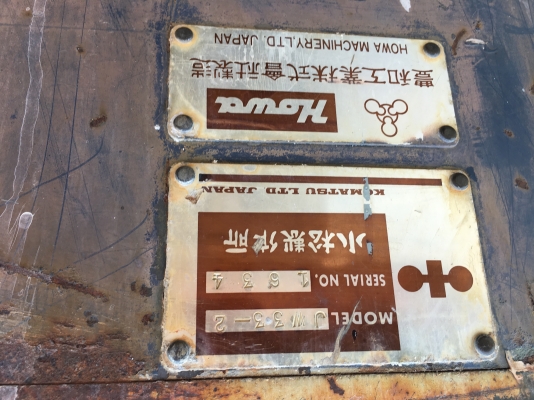 MODEL JW33-2
SERIAL NO. 1534
小松製作所
KOMATSU LTD JAPAN
Howa
豊和工業株式會社製造
HOWA MACHINERY,LTD. JAPAN